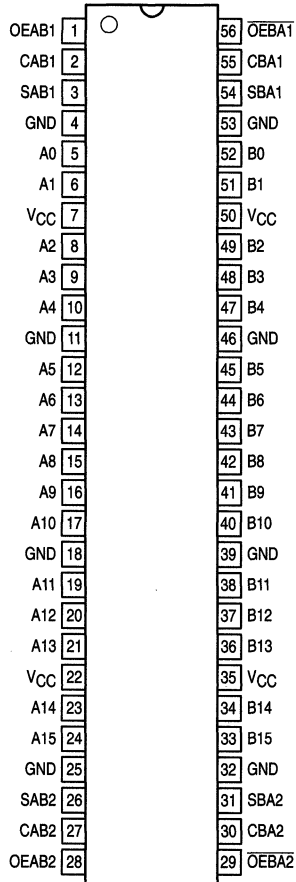 OEAB1 1 56 OEBA1
CAB1 2 55 CBA1
SAB1 3 54 SBA1
GND 4 53 GND
A0 5 52 B0
A1 6 51 B1
VCC 7 50 VCC
A2 8 49 B2
A3 9 48 B3
A4 10 47 B4
GND 11 46 GND
A5 12 45 B5
A6 13 44 B6
A7 14 43 B7
A8 15 42 B8
A9 16 41 B9
A10 17 40 B10
GND 18 39 GND
A11 19 38 B11
A12 20 37 B12
A13 21 36 B13
VCC 22 35 VCC
A14 23 34 B14
A15 24 33 B15
GND 25 32 GND
SAB2 26 31 SBA2
CAB2 27 30 CBA2
OEAB2 28 29 OEBA2